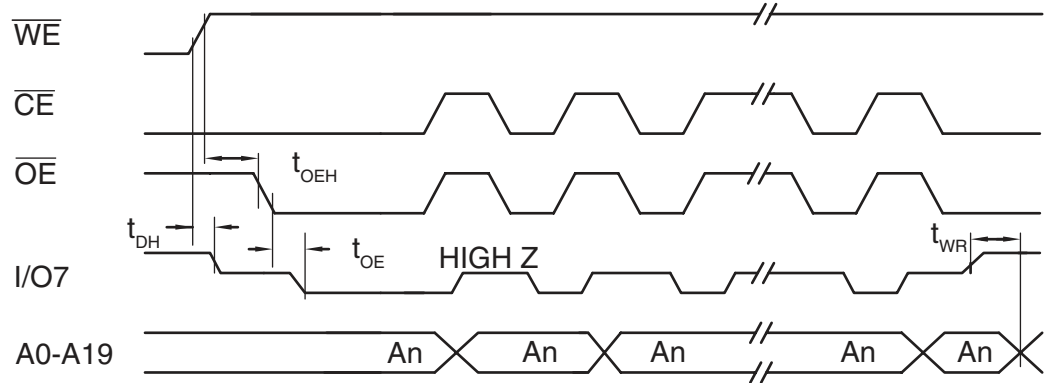 WE
CE
OE
tOEH
tDH
tOE
HIGH Z
tWR
I/O7
A0-A19
An An An An An